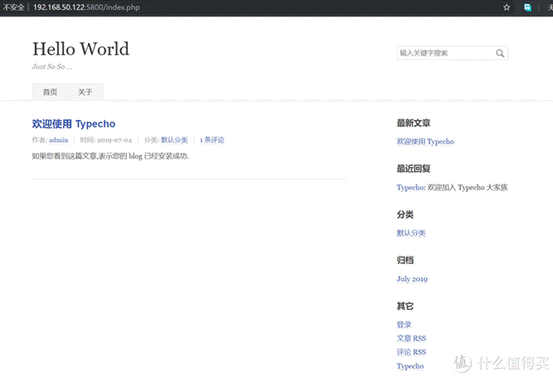 不安全 | 192.168.50.122:5800/index.php
Hello World
Just So So ...
输入关键字搜索
首页 关于
欢迎使用 Typecho
作者: admin 时间: 2019-07-04 分类: 默认分类 1 条评论
如果您看到这篇文章,表示您的 blog 已经安装成功.
最新文章
欢迎使用 Typecho
最近回复
Typecho: 欢迎加入 Typecho 大家族
分类
默认分类
归档
July 2019
其它
登录
文章 RSS
评论 RSS
Typecho
值 什么值得买